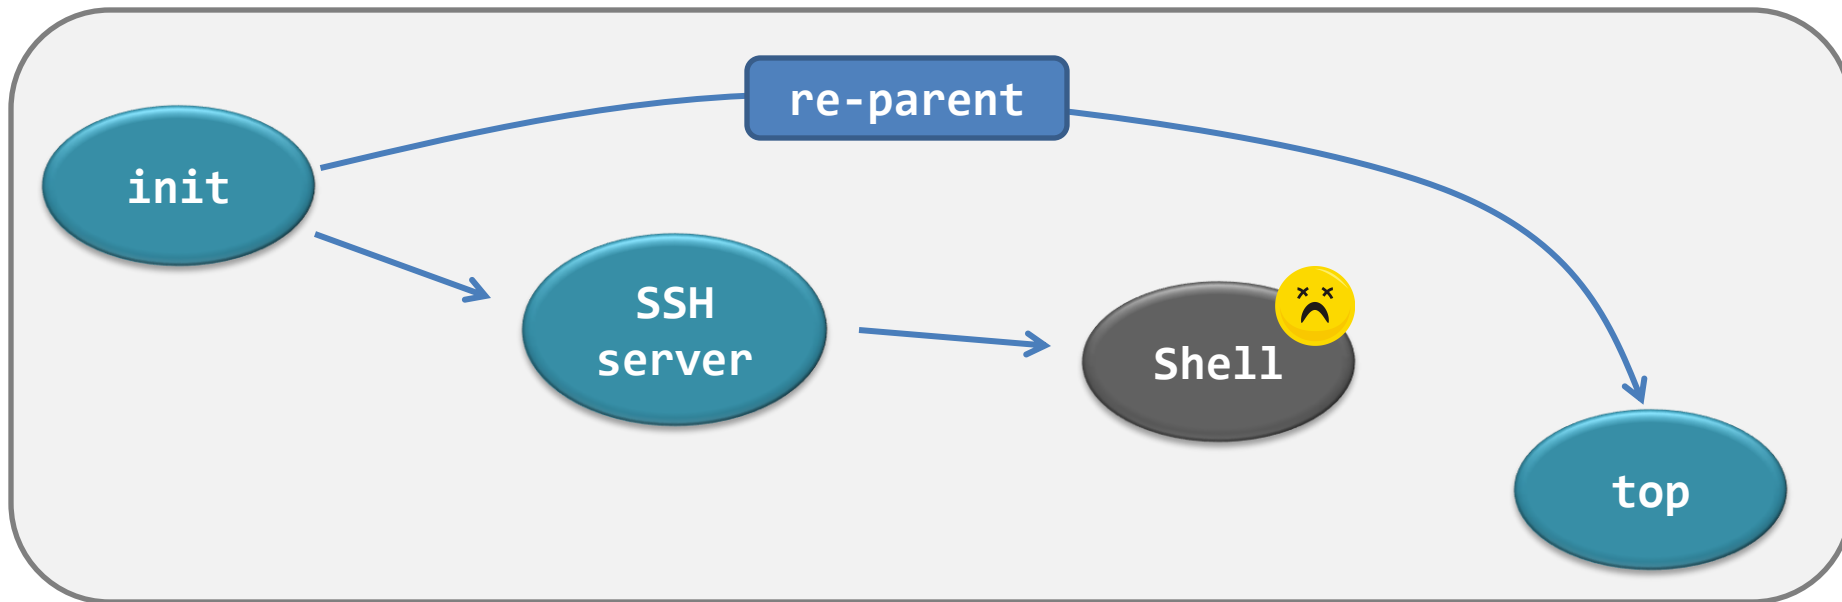 re-parent
init
SSH
server
Shell
top